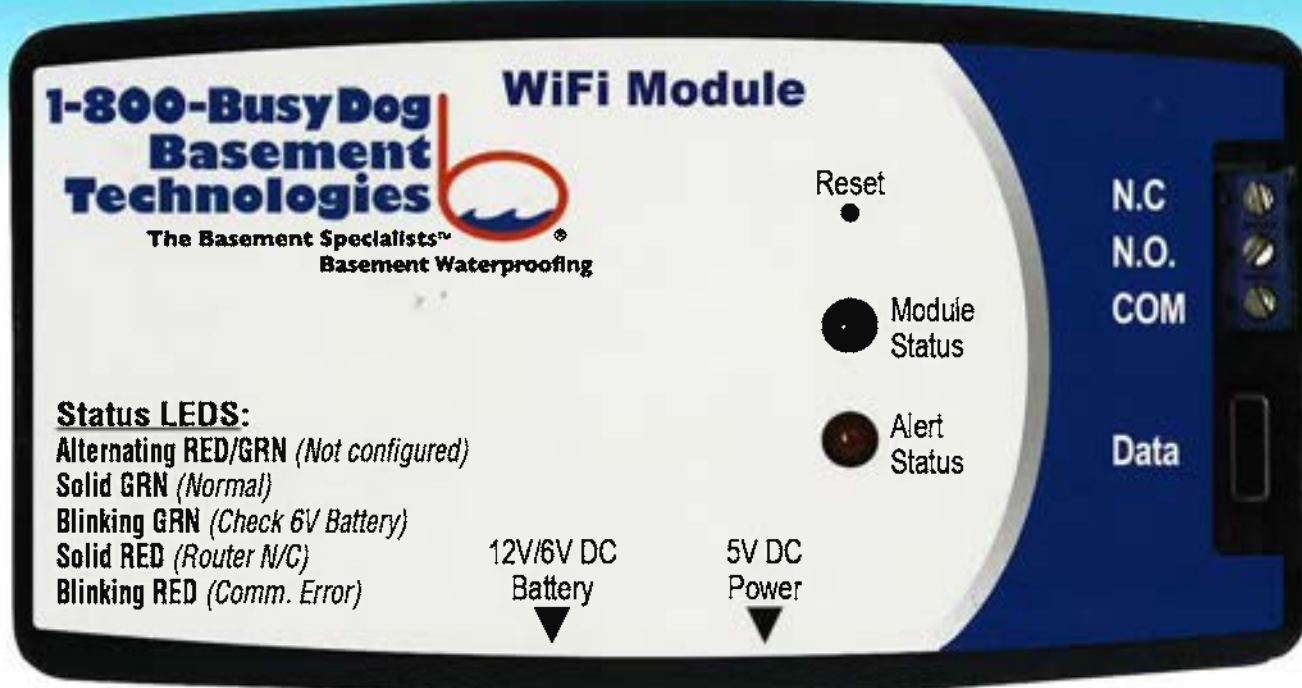 1-800-BusyDog
Basement
Technologies
b
®
The Basement Specialists™
Basement Waterproofing
WiFi Module
Reset
Module
Status
Alert
Status
N.C
N.O.
COM
Data
Status LEDS:
Alternating RED/GRN (Not configured)
Solid GRN (Normal)
Blinking GRN (Check 6V Battery)
Solid RED (Router N/C)
Blinking RED (Comm. Error)
12V/6V DC
Battery
5V DC
Power